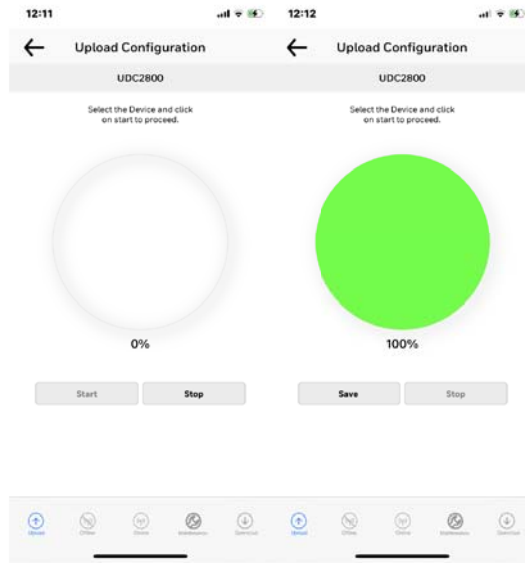 12:11
Upload Configuration
UDC2800
Select the Device and click
on start to proceed.
0%
Start Stop
Upload Offline Online Maintenance Download
12:12
Upload Configuration
UDC2800
Select the Device and click
on start to proceed.
100%
Save Stop
Upload Offline Online Maintenance Download